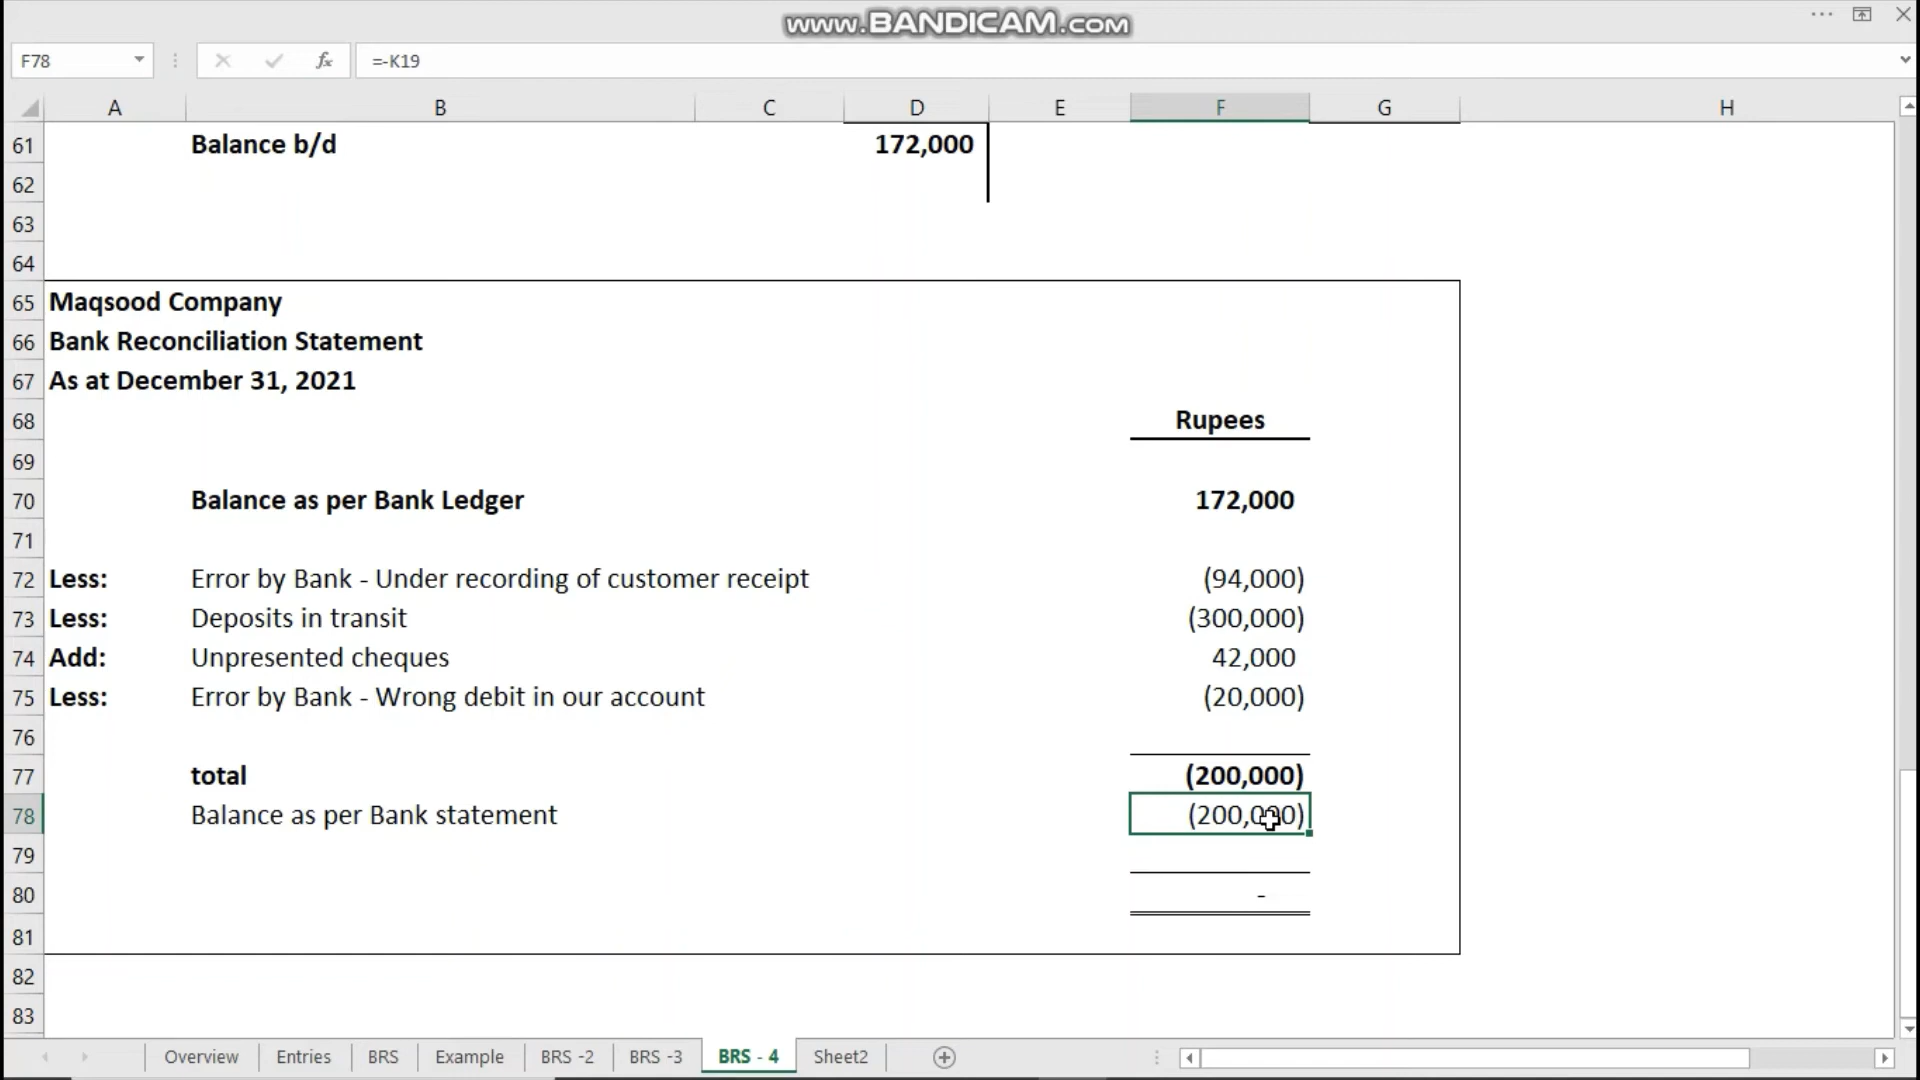 www.BANDICAM.com
F78 fx =-K19
A B C D E F G H
61 Balance b/d 172,000
62
63
64
65 Maqsood Company
66 Bank Reconciliation Statement
67 As at December 31, 2021
68 Rupees
69
70 Balance as per Bank Ledger 172,000
71
72 Less: Error by Bank - Under recording of customer receipt (94,000)
73 Less: Deposits in transit (300,000)
74 Add: Unpresented cheques 42,000
75 Less: Error by Bank - Wrong debit in our account (20,000)
76
77 total (200,000)
78 Balance as per Bank statement (200,000)
79
80 -
81
82
83
Overview Entries BRS Example BRS -2 BRS -3 BRS - 4 Sheet2